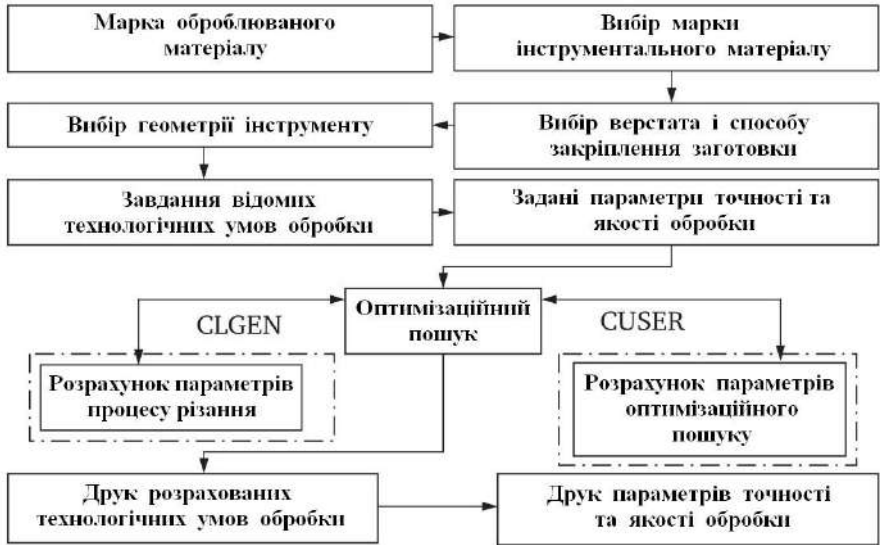 Марка оброблюваного
матеріалу
Вибір марки
інструментального матеріалу
Вибір геометрії інструменту
Вибір верстата і способу
закріплення заготовки
Завдання відомих
технологічних умов обробки
Задані параметри точності та
якості обробки
Оптимізаційний
пошук
CLGEN
CUSER
Розрахунок параметрів
процесу різання
Розрахунок параметрів
оптимізаційного
пошуку
Друк розрахованих
технологічних умов обробки
Друк параметрів точності
та якості обробки